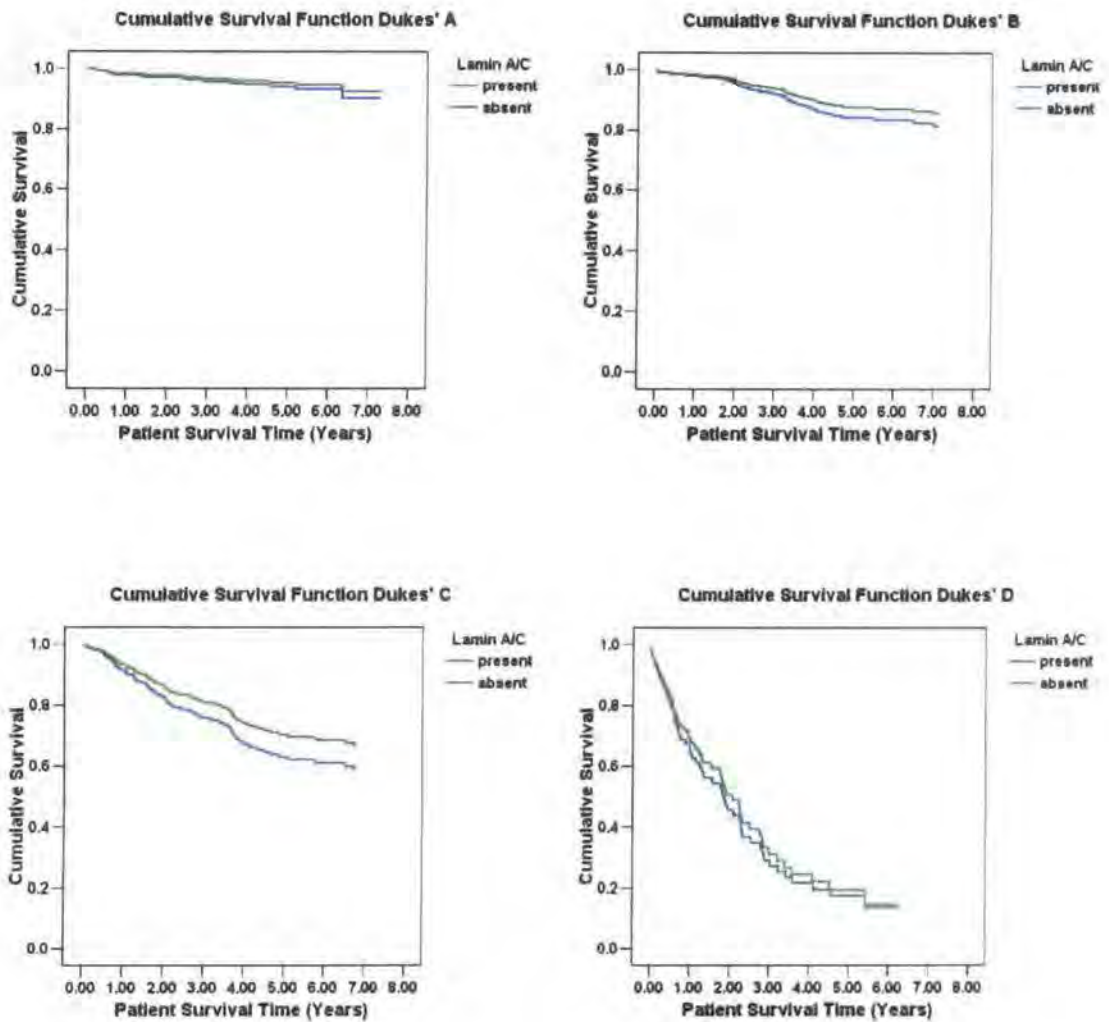 Cumulative Survival Function Dukes' A
Lamin A/C
present
absent
Cumulative Survival
1.0
0.8
0.6
0.4
0.2
0.0
0.00 1.00 2.00 3.00 4.00 5.00 6.00 7.00 8.00
Patient Survival Time (Years)
Cumulative Survival Function Dukes' B
Lamin A/C
present
absent
Cumulative Survival
1.0
0.8
0.6
0.4
0.2
0.0
0.00 1.00 2.00 3.00 4.00 5.00 6.00 7.00 8.00
Patient Survival Time (Years)
Cumulative Survival Function Dukes' C
Lamin A/C
present
absent
Cumulative Survival
1.0
0.8
0.6
0.4
0.2
0.0
0.00 1.00 2.00 3.00 4.00 5.00 6.00 7.00 8.00
Patient Survival Time (Years)
Cumulative Survival Function Dukes' D
Lamin A/C
present
absent
Cumulative Survival
1.0
0.8
0.6
0.4
0.2
0.0
0.00 1.00 2.00 3.00 4.00 5.00 6.00 7.00 8.00
Patient Survival Time (Years)